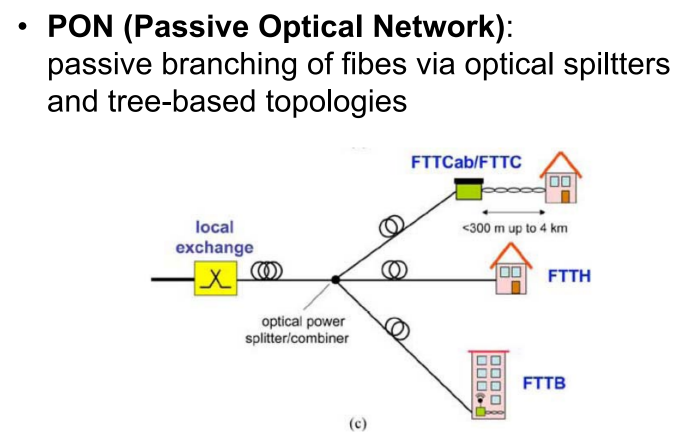 • PON (Passive Optical Network):
passive branching of fibes via optical spiltters
and tree-based topologies
FTTCab/FTTC
<300 m up to 4 km
local
exchange
FTTH
optical power
splitter/combiner
FTTB
(c)